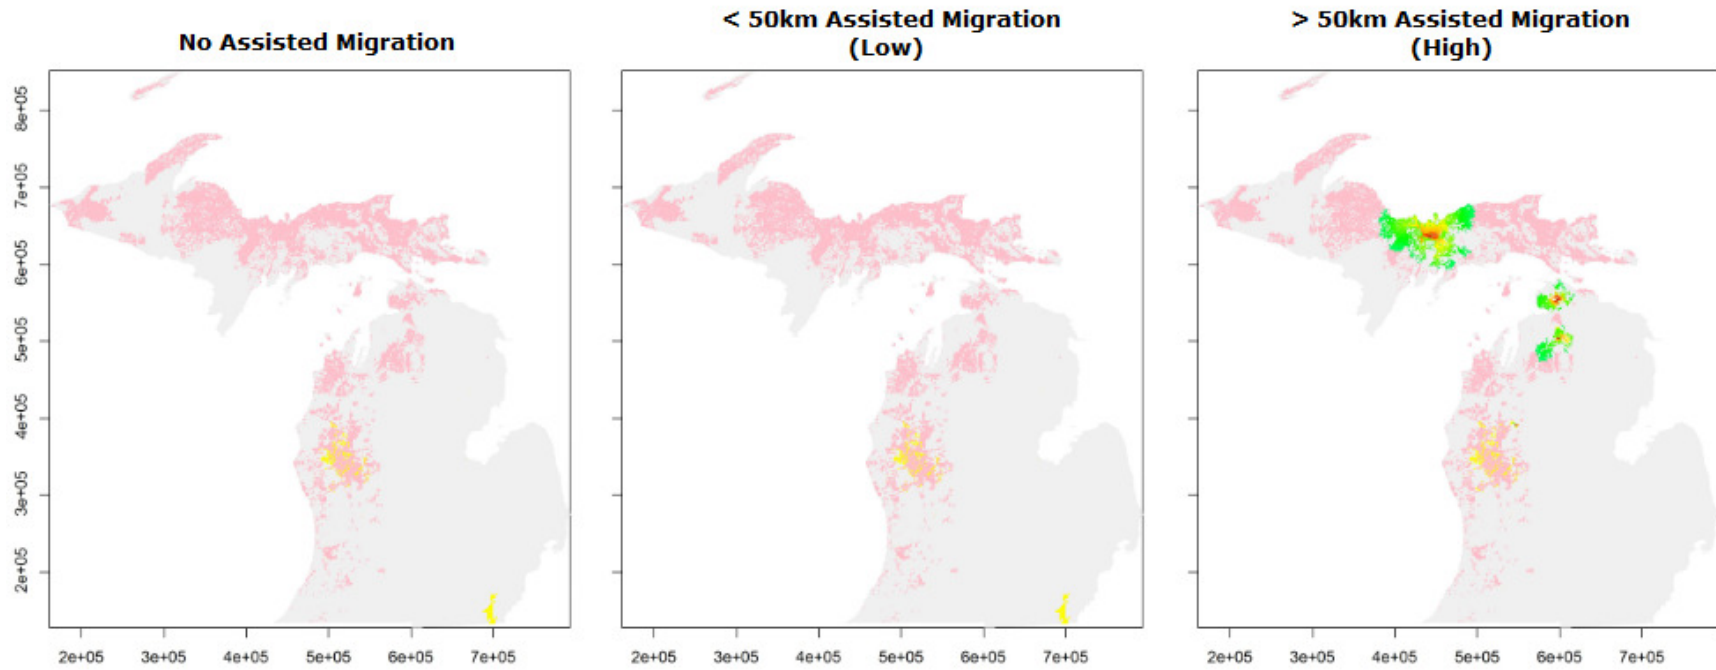 No Assisted Migration
< 50km Assisted Migration
(Low)
> 50km Assisted Migration
(High)
8e+05
7e+05
6e+05
5e+05
4e+05
3e+05
2e+05
2e+05 3e+05 4e+05 5e+05 6e+05 7e+05
2e+05 3e+05 4e+05 5e+05 6e+05 7e+05
2e+05 3e+05 4e+05 5e+05 6e+05 7e+05